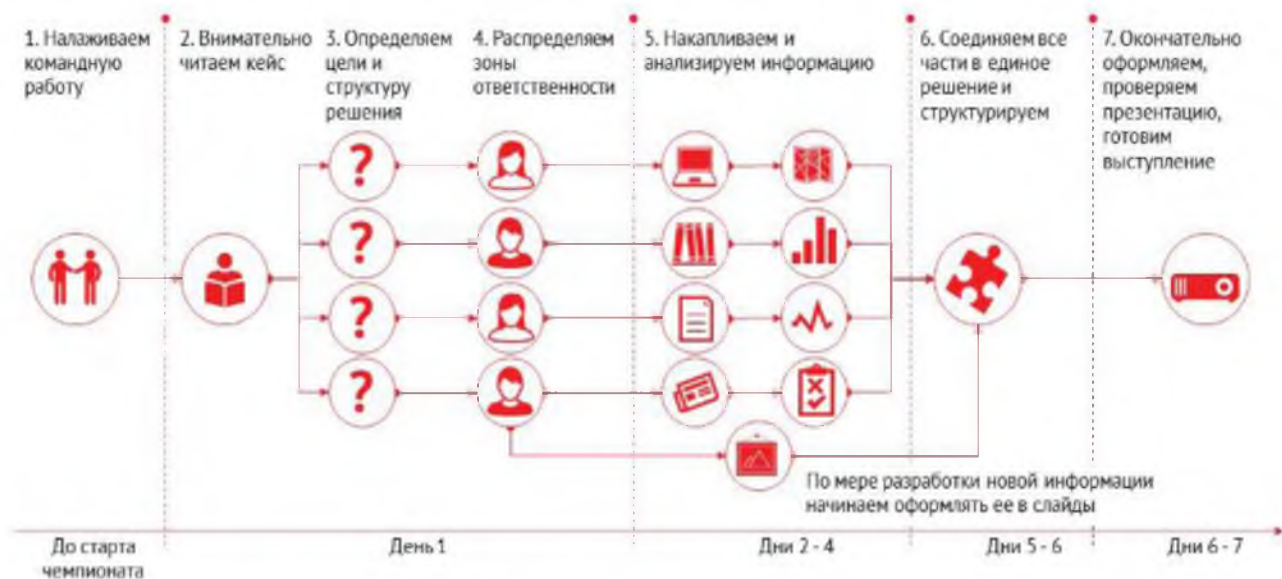 1. Налаживаем
командную
работу
2. Внимательно
читаем кейс
3. Определяем
цели и
структуру
решения
4. Распределяем
зоны
ответственности
5. Накапливаем и
анализируем информацию
6. Соединяем все
части в единое
решение и
структурируем
7. Окончательно
оформляем,
проверяем
презентацию,
готовим
выступление
?
?
?
?
По мере разработки новой информации
начинаем оформлять ее в слайды
До старта
чемпионата
День 1
Дни 2 - 4
Дни 5 - 6
Дни 6 - 7